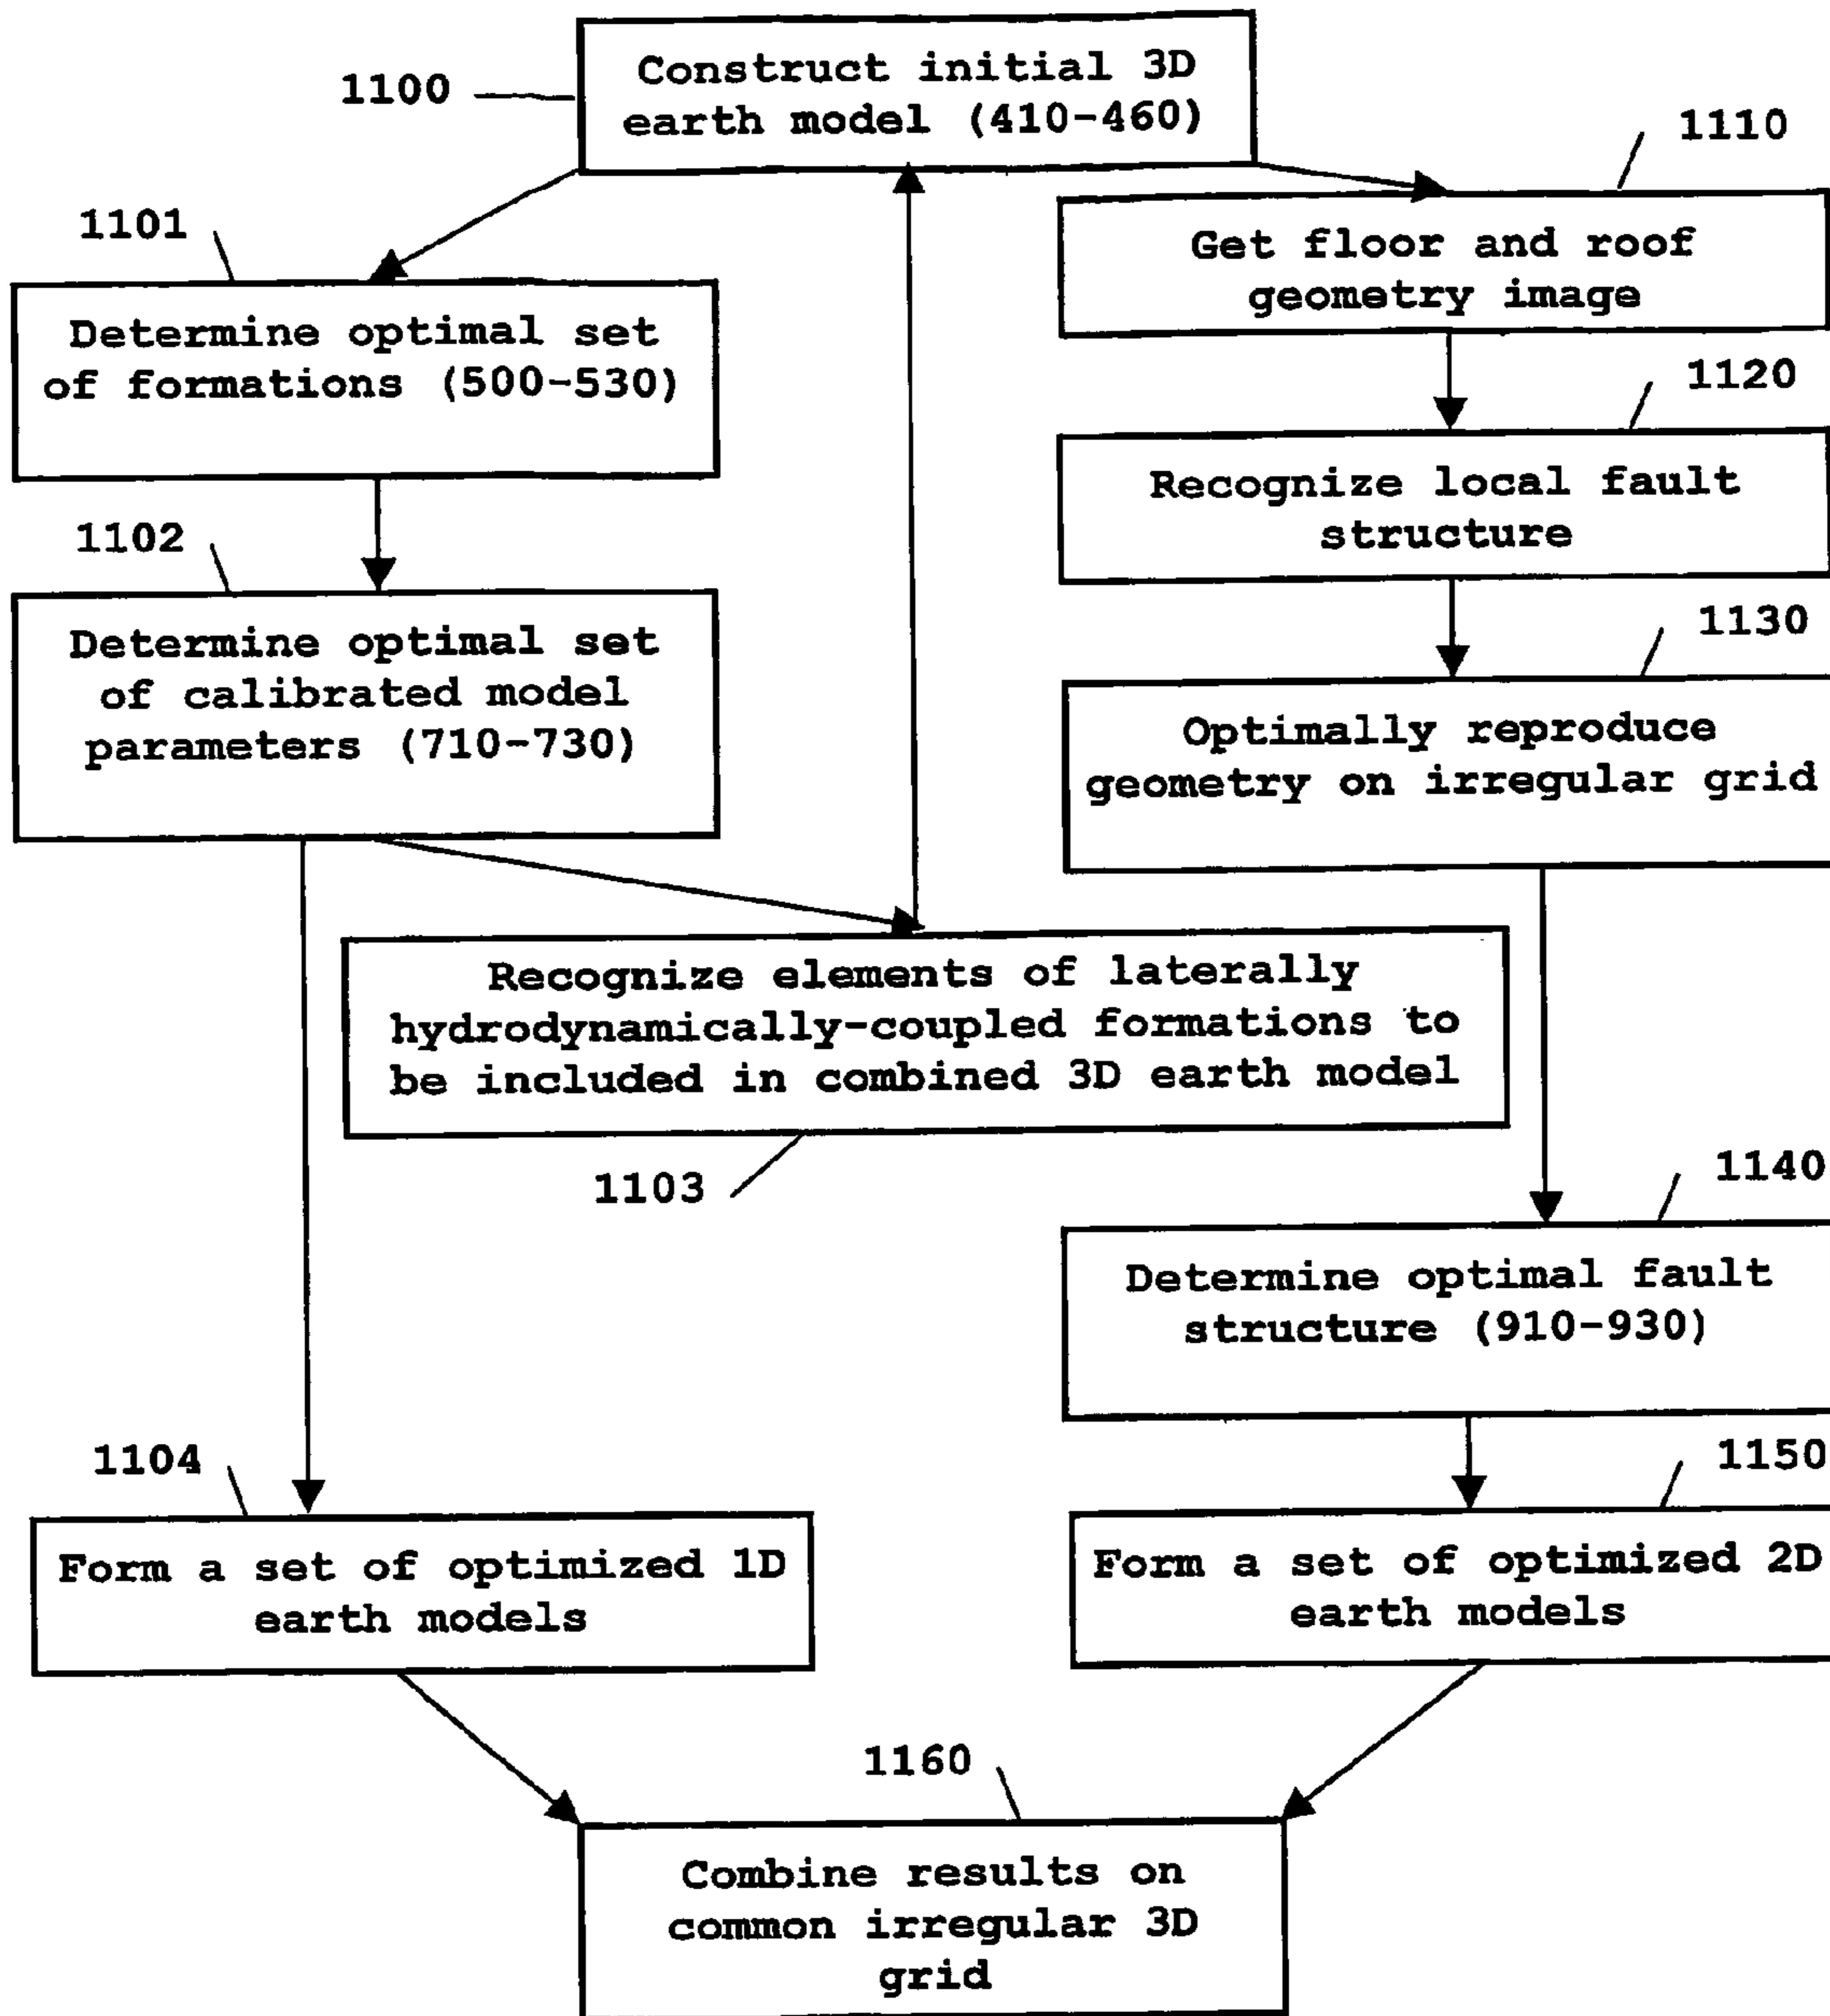 1100
Construct initial 3D
earth model (410-460)
1110
Get floor and roof
geometry image
1101
Determine optimal set
of formations (500-530)
1120
Recognize local fault
structure
1102
Determine optimal set
of calibrated model
parameters (710-730)
1130
Optimally reproduce
geometry on irregular grid
Recognize elements of laterally
hydrodynamically-coupled formations to
be included in combined 3D earth model
1103
1140
Determine optimal fault
structure (910-930)
1104
Form a set of optimized 1D
earth models
1150
Form a set of optimized 2D
earth models
1160
Combine results on
common irregular 3D
grid